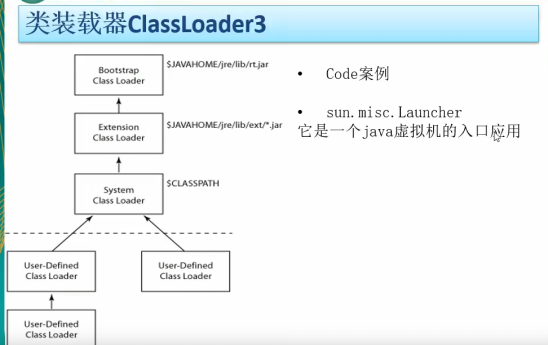 类装载器ClassLoader3
Bootstrap
Class Loader
$JAVAHOME/jre/lib/rt.jar
Extension
Class Loader
$JAVAHOME/jre/lib/ext/*.jar
System
Class Loader
$CLASSPATH
User-Defined
Class Loader
User-Defined
Class Loader
User-Defined
Class Loader
• Code案例
• sun.misc.Launcher
它是一个java虚拟机的入口应用